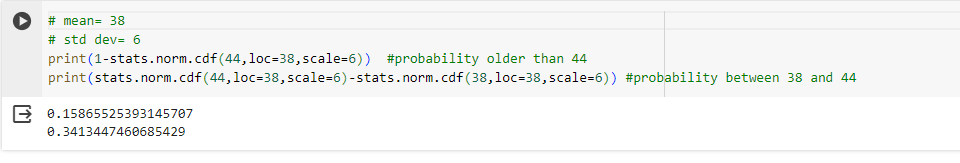 # mean= 38
# std dev= 6
print(1-stats.norm.cdf(44,loc=38,scale=6))  #probability older than 44
print(stats.norm.cdf(44,loc=38,scale=6)-stats.norm.cdf(38,loc=38,scale=6)) #probability between 38 and 44
0.15865525393145707
0.3413447460685429